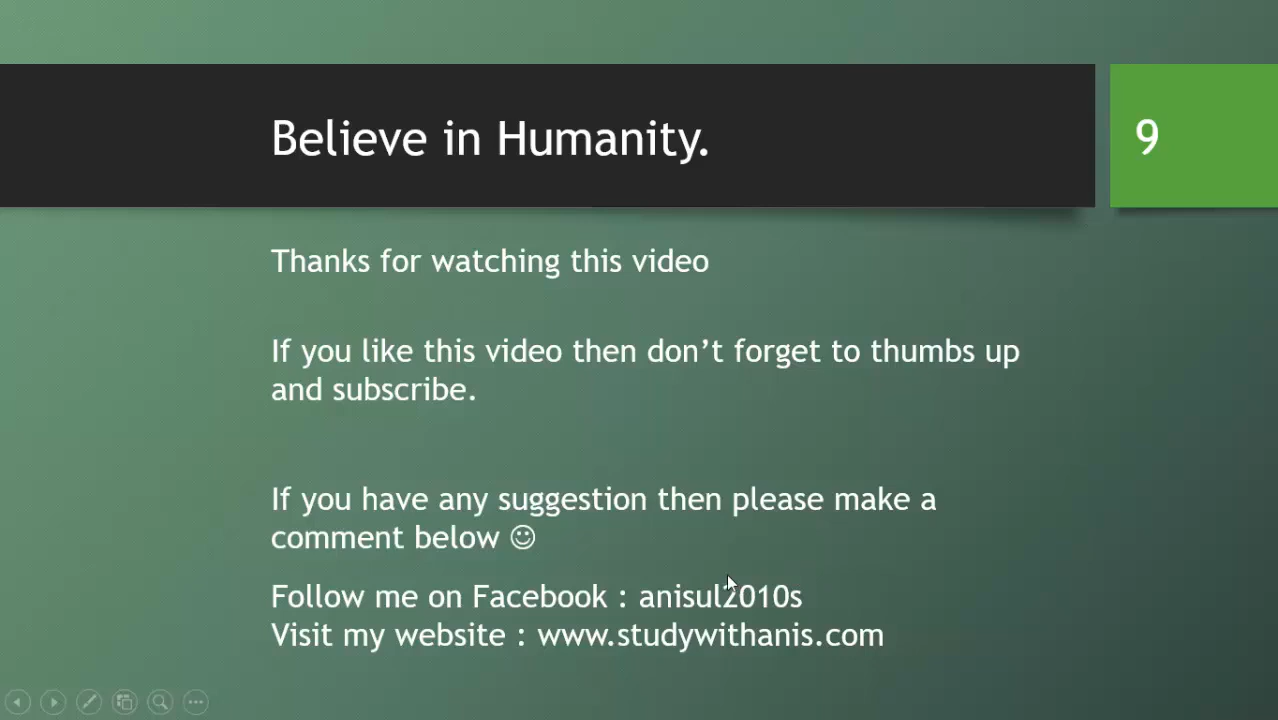 Believe in Humanity.
9
Thanks for watching this video
If you like this video then don’t forget to thumbs up
and subscribe.
If you have any suggestion then please make a
comment below ☺
Follow me on Facebook : anisul2010s
Visit my website : www.studywithanis.com